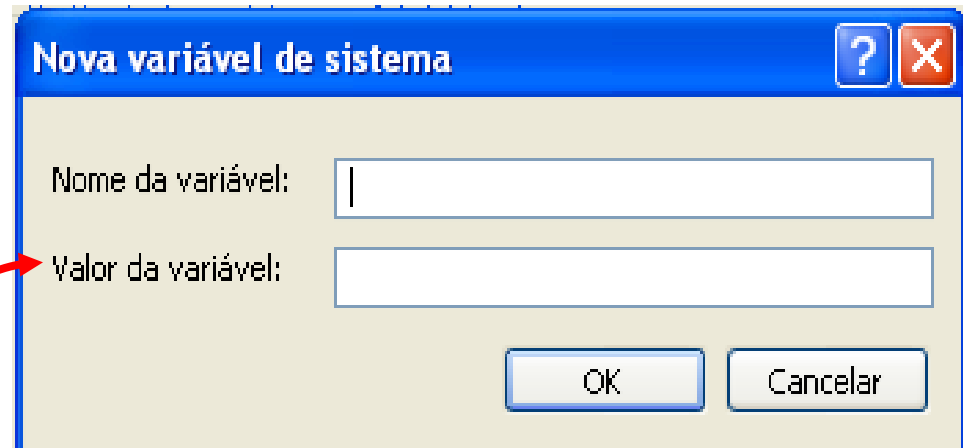 Nova variável de sistema
Nome da variável:
Valor da variável:
OK Cancelar